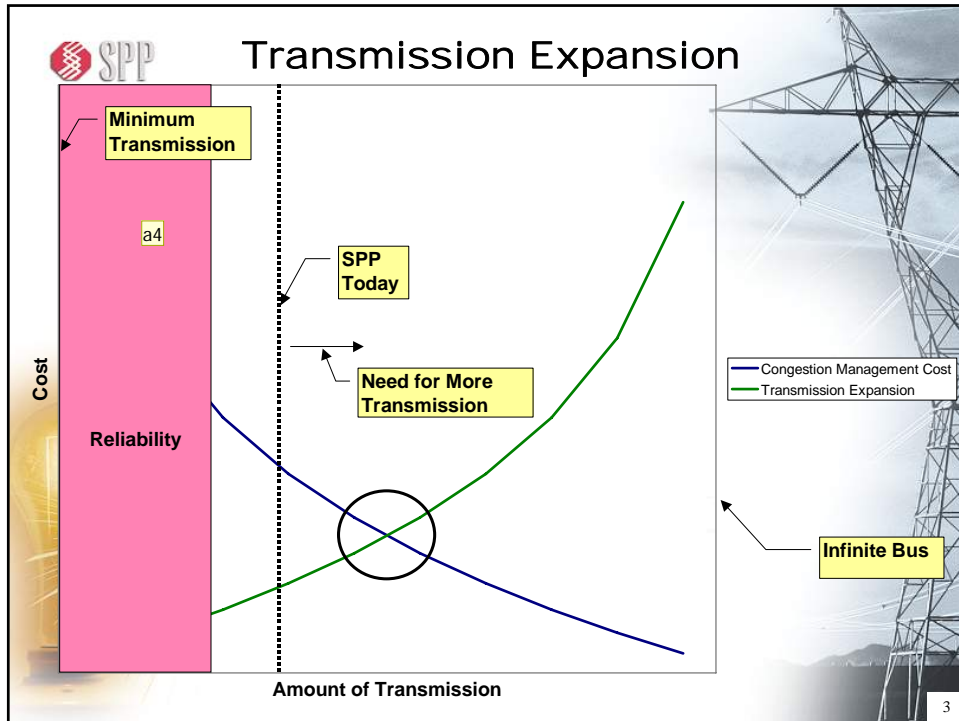 SPP
Transmission Expansion
Minimum
Transmission
a4
SPP
Today
Need for More
Transmission
Cost
Reliability
Congestion Management Cost
Transmission Expansion
Infinite Bus
Amount of Transmission
3